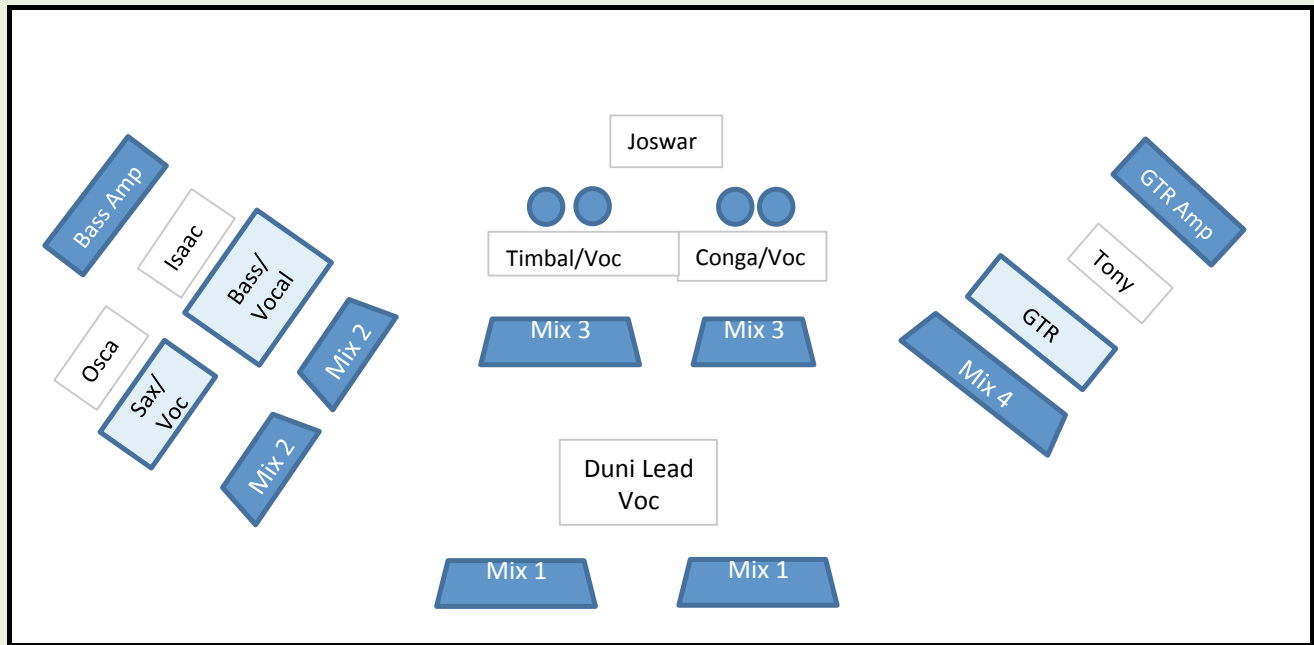 Joswar
Bass Amp
Isaac
Bass/
Vocal
Mix 2
Osca
Sax/
Voc
Mix 2
Timbal/Voc
Conga/Voc
Mix 3
Mix 3
GTR Amp
Tony
GTR
Mix 4
Duni Lead
Voc
Mix 1
Mix 1